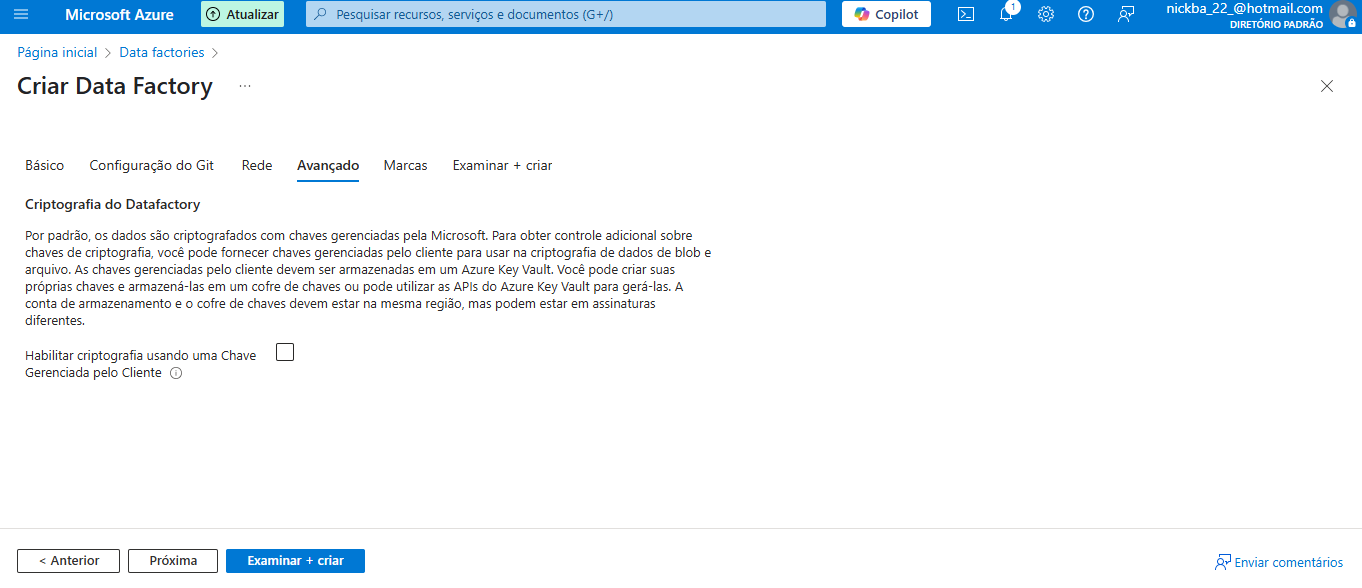 Microsoft Azure
Atualizar
Pesquisar recursos, serviços e documentos (G+/)
Copilot
1
nickba_22_@hotmail.com
DIRETÓRIO PADRÃO
Página inicial > Data factories >
Criar Data Factory ...
Básico Configuração do Git Rede Avançado Marcas Examinar + criar
Criptografia do Datafactory
Por padrão, os dados são criptografados com chaves gerenciadas pela Microsoft. Para obter controle adicional sobre
chaves de criptografia, você pode fornecer chaves gerenciadas pelo cliente para usar na criptografia de dados de blob e
arquivo. As chaves gerenciadas pelo cliente devem ser armazenadas em um Azure Key Vault. Você pode criar suas
próprias chaves e armazená-las em um cofre de chaves ou pode utilizar as APIs do Azure Key Vault para gerá-las. A
conta de armazenamento e o cofre de chaves devem estar na mesma região, mas podem estar em assinaturas
diferentes.
Habilitar criptografia usando uma Chave
Gerenciada pelo Cliente
< Anterior
Próxima
Examinar + criar
Enviar comentários